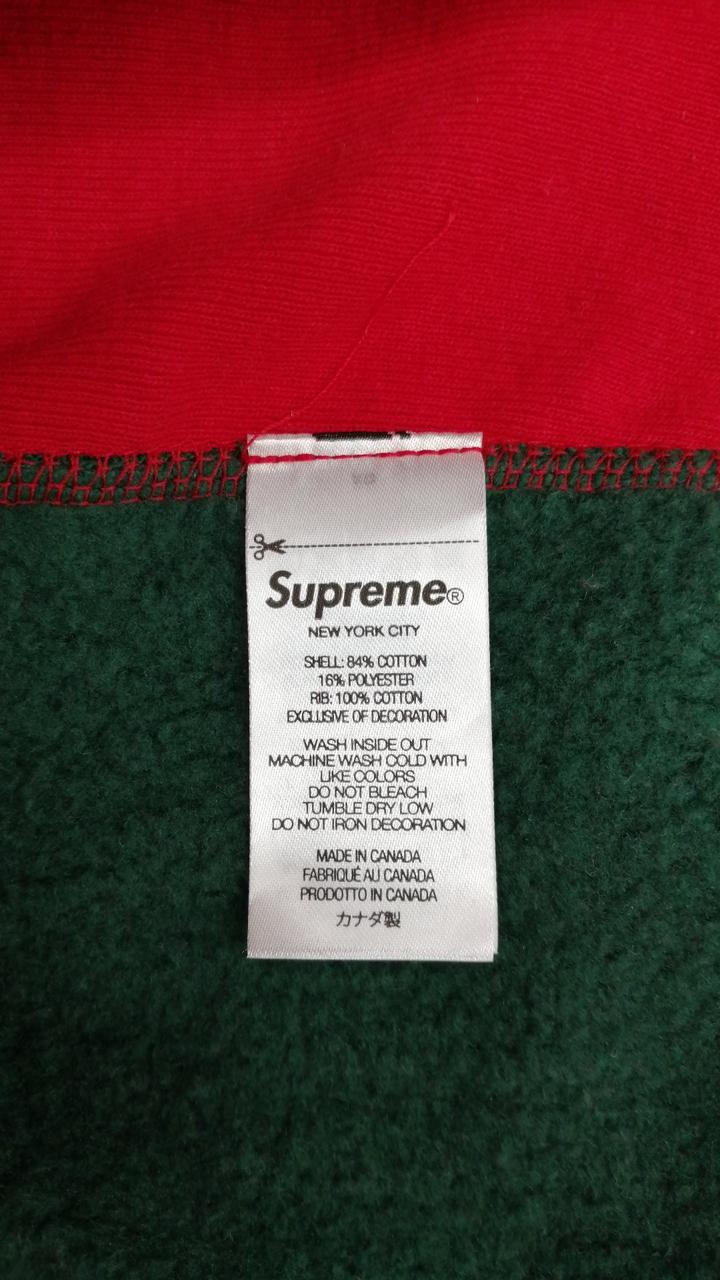 Supreme®
NEW YORK CITY
SHELL: 84% COTTON
16% POLYESTER
RIB: 100% COTTON
EXCLUSIVE OF DECORATION
WASH INSIDE OUT
MACHINE WASH COLD WITH
LIKE COLORS
DO NOT BLEACH
TUMBLE DRY LOW
DO NOT IRON DECORATION
MADE IN CANADA
FABRIQUÉ AU CANADA
PRODOTTO IN CANADA
カナダ製